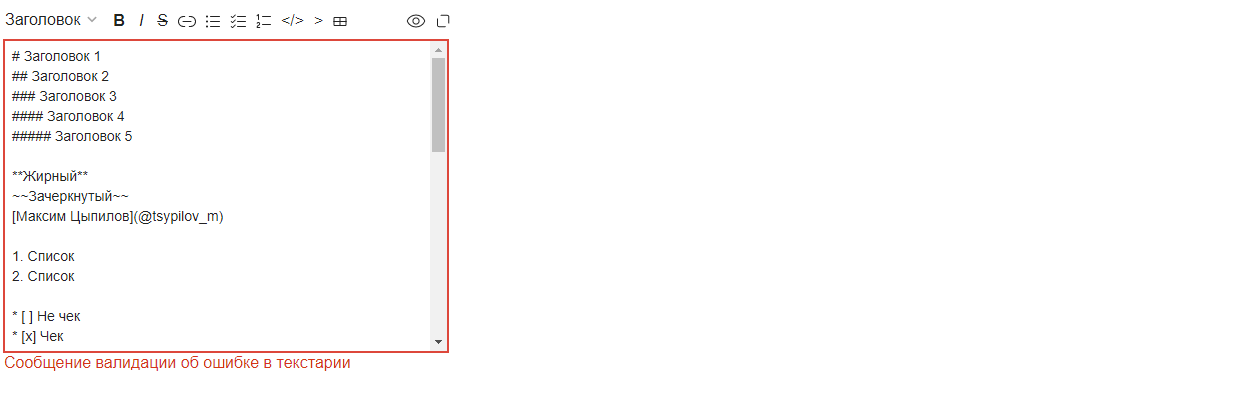 Заголовок B I S </> >
# Заголовок 1
## Заголовок 2
### Заголовок 3
#### Заголовок 4
##### Заголовок 5
**Жирный**
~~Зачеркнутый~~
[Максим Цыпилов](@tsypilov_m)
1. Список
2. Список
* [ ] Не чек
* [x] Чек
Сообщение валидации об ошибке в текстарии